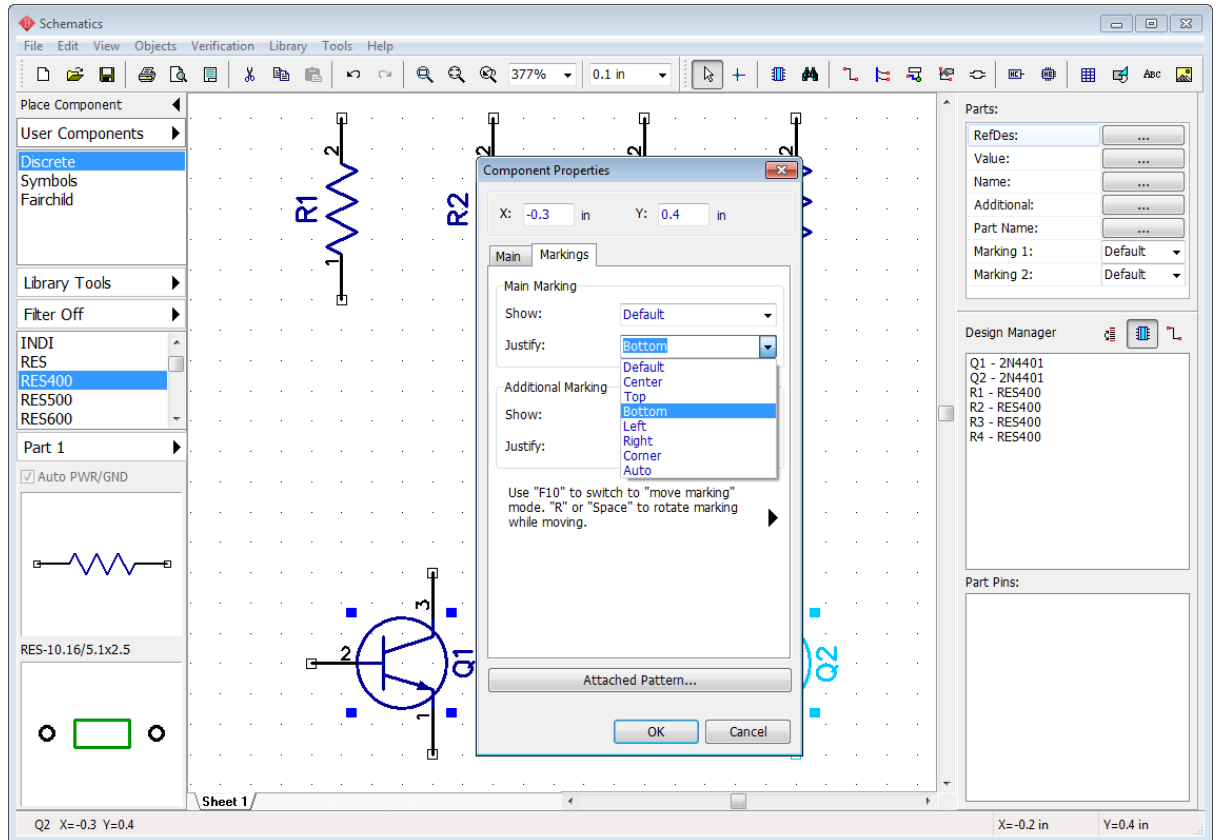 Schematics
File Edit View Objects Verification Library Tools Help
377% 0.1 in ABC
Place Component
User Components
Discrete
Symbols
Fairchild
Library Tools
Filter Off
INDI
RES
RES400
RES500
RES600
Part 1
Auto PWR/GND
RES-10.16/5.1x2.5
2 2 2 2
R1 R2
1
3
2
Q1
1
Q2
Sheet 1
Component Properties
X: -0.3 in Y: 0.4 in
Main Markings
Main Marking
Show: Default
Justify: Bottom
Default
Center
Top
Bottom
Left
Right
Corner
Auto
Additional Marking
Show:
Justify:
Use "F10" to switch to "move marking"
mode. "R" or "Space" to rotate marking
while moving.
Attached Pattern...
OK Cancel
Parts:
RefDes: ...
Value: ...
Name: ...
Additional: ...
Part Name: ...
Marking 1: Default
Marking 2: Default
Design Manager
Q1 - 2N4401
Q2 - 2N4401
R1 - RES400
R2 - RES400
R3 - RES400
R4 - RES400
Part Pins:
Q2 X=-0.3 Y=0.4
X=-0.2 in Y=0.4 in